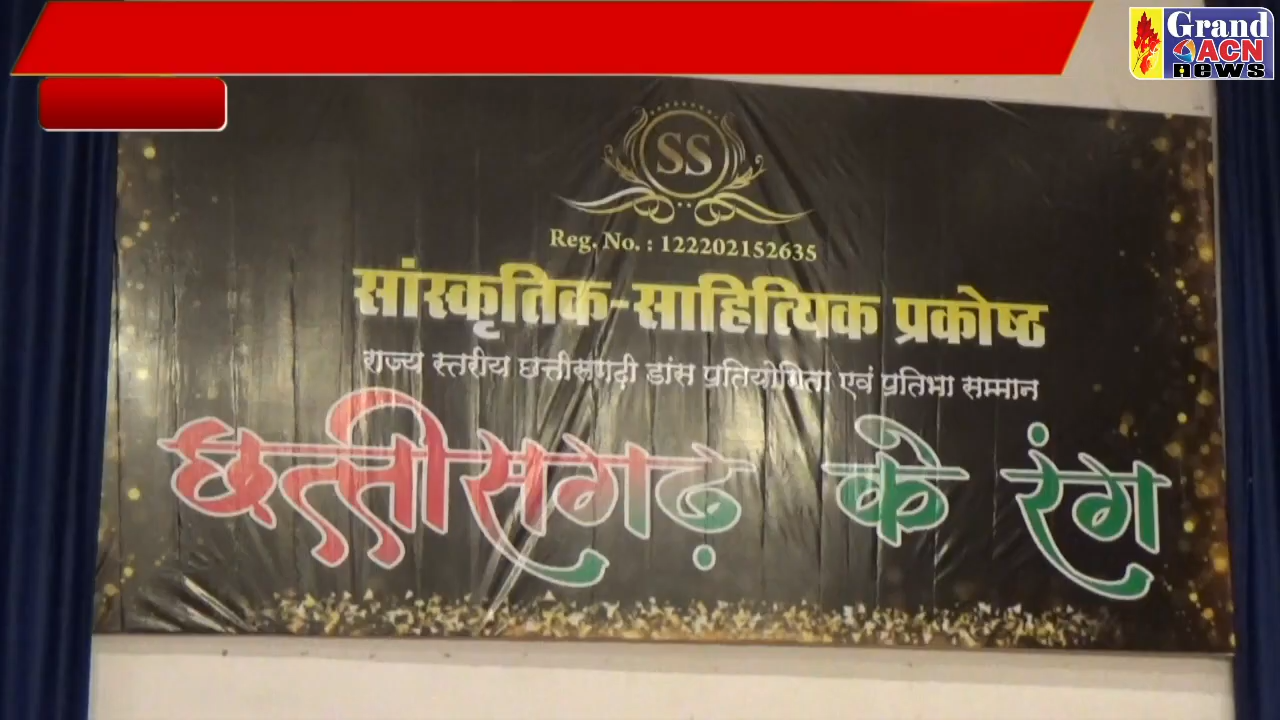 Grand
ACN
news
SS
Reg. No. : 122202152635
सांस्कृतिक-साहित्यिक प्रकोष्ठ
राज्य स्तरीय छत्तीसगढ़ी डांस प्रतियोगिता एवं प्रतिभा सम्मान
छत्तीसगढ़ के रंग